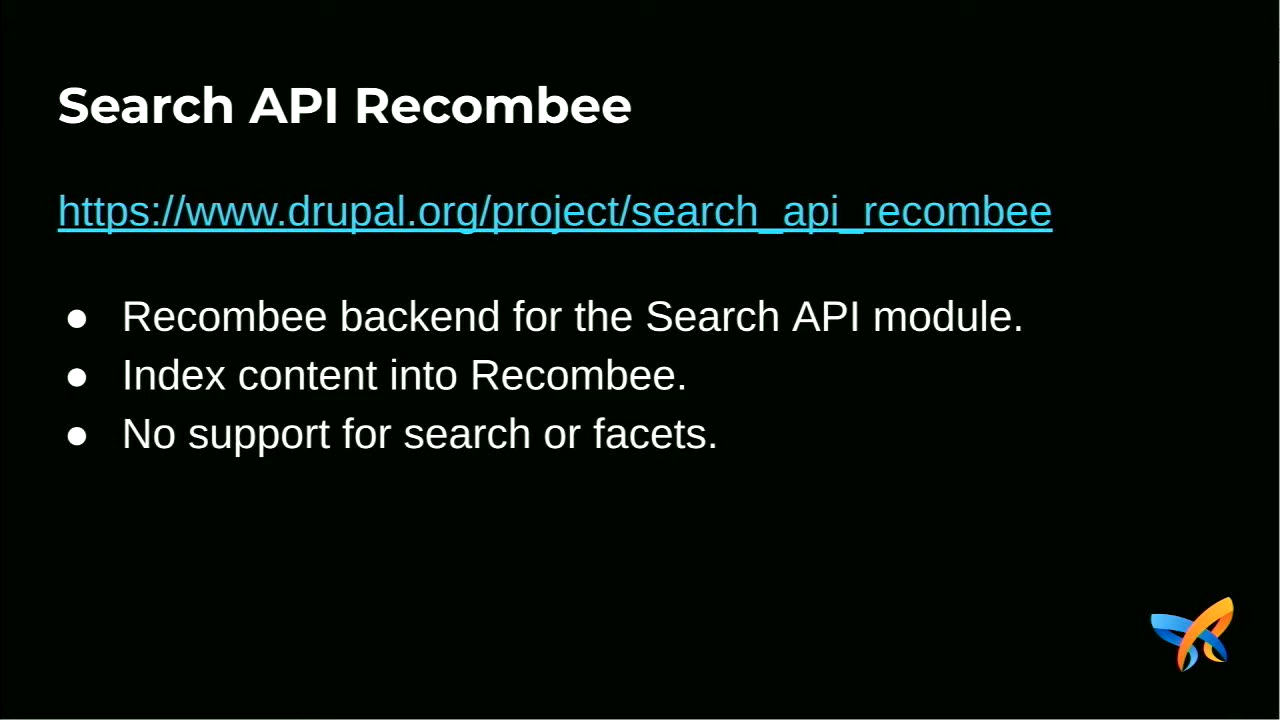 Search API Recombee
https://www.drupal.org/project/search_api_recombee
● Recombee backend for the Search API module.
● Index content into Recombee.
● No support for search or facets.